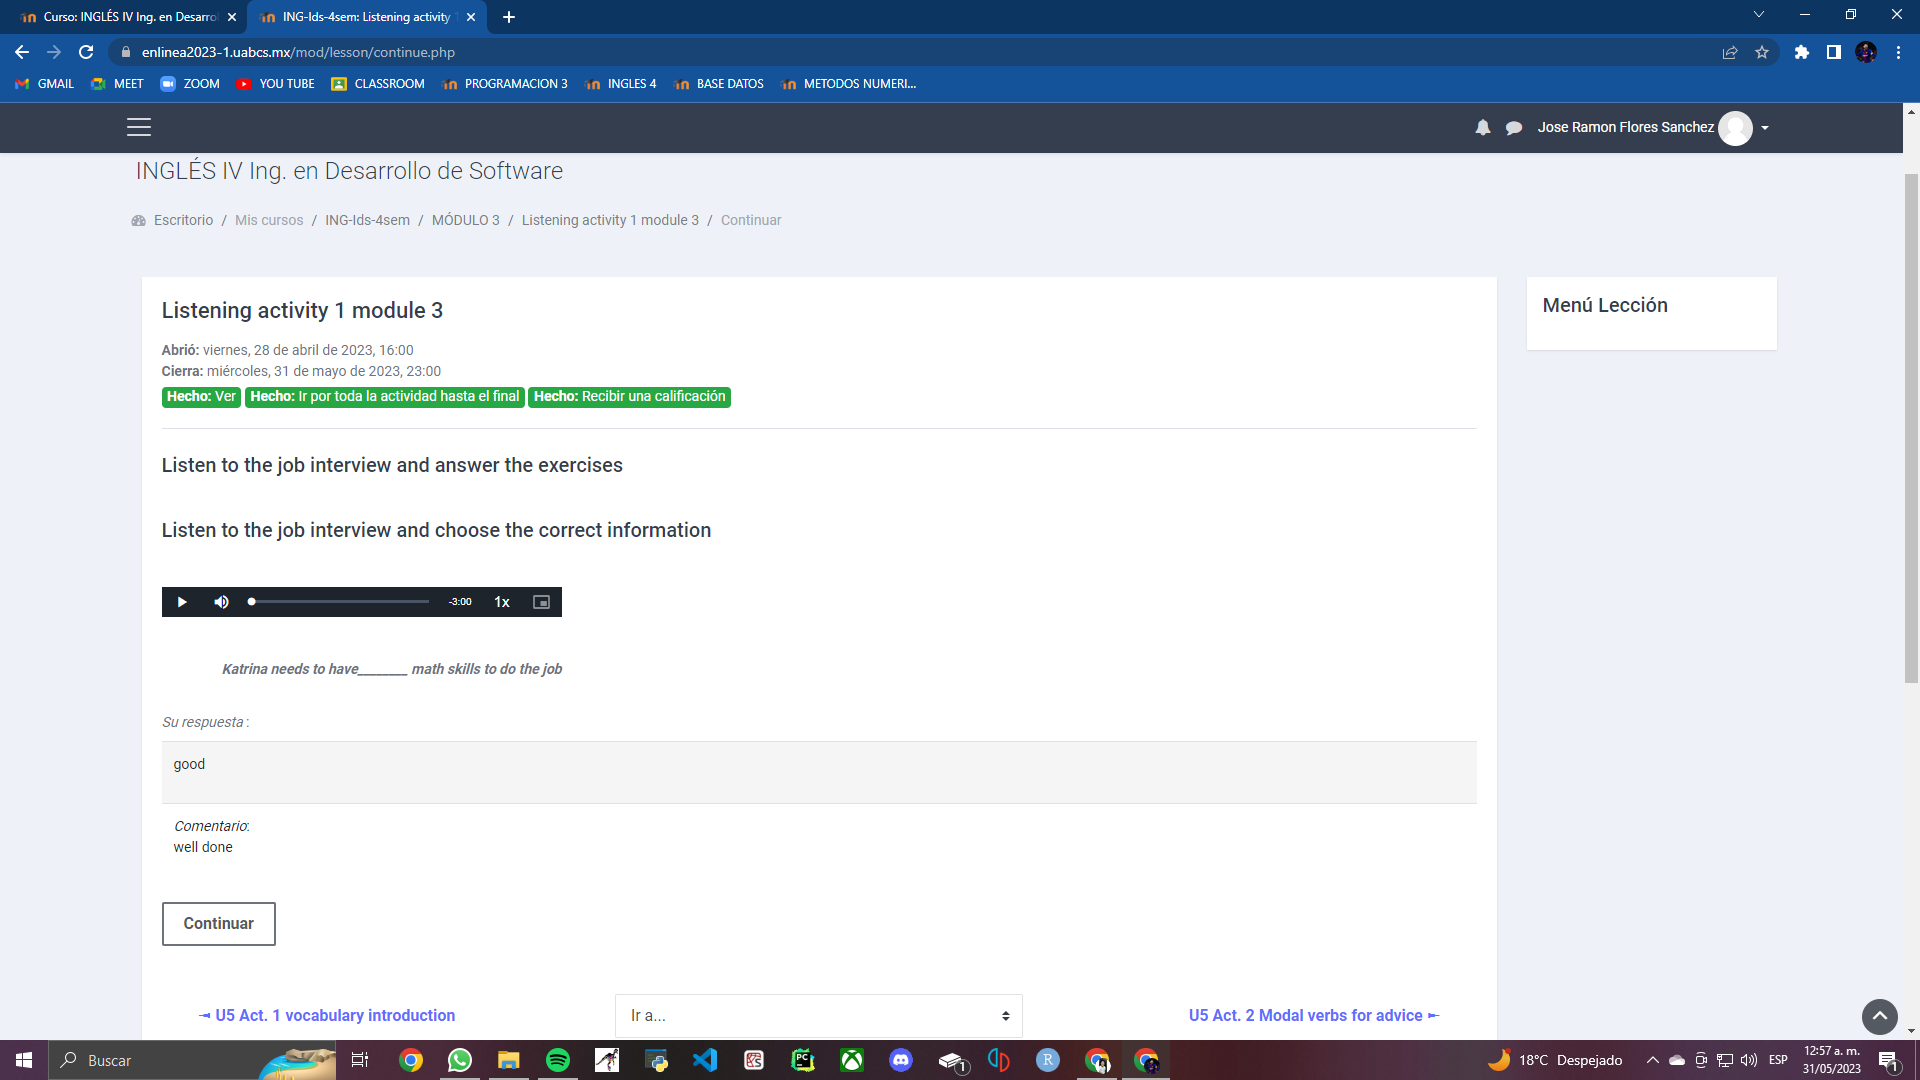 Curso: INGLÉS IV Ing. en Desarro
ING-Ids-4sem: Listening activity
enlinea2023-1.uabcs.mx/mod/lesson/continue.php
GMAIL
MEET
ZOOM
YOU TUBE
CLASSROOM
PROGRAMACION 3
INGLES 4
BASE DATOS
METODOS NUMERI...
Jose Ramon Flores Sanchez
INGLÉS IV Ing. en Desarrollo de Software
Escritorio / Mis cursos / ING-Ids-4sem / MÓDULO 3 / Listening activity 1 module 3 / Continuar
Listening activity 1 module 3
Menú Lección
Abrió: viernes, 28 de abril de 2023, 16:00
Cierra: miércoles, 31 de mayo de 2023, 23:00
Hecho: Ver Hecho: Ir por toda la actividad hasta el final Hecho: Recibir una calificación
Listen to the job interview and answer the exercises
Listen to the job interview and choose the correct information
-3:00 1x
Katrina needs to have________ math skills to do the job
Su respuesta :
good
Comentario:
well done
Continuar
U5 Act. 1 vocabulary introduction
Ir a...
U5 Act. 2 Modal verbs for advice
Buscar
18°C Despejado
ESP
12:57 a. m.
31/05/2023